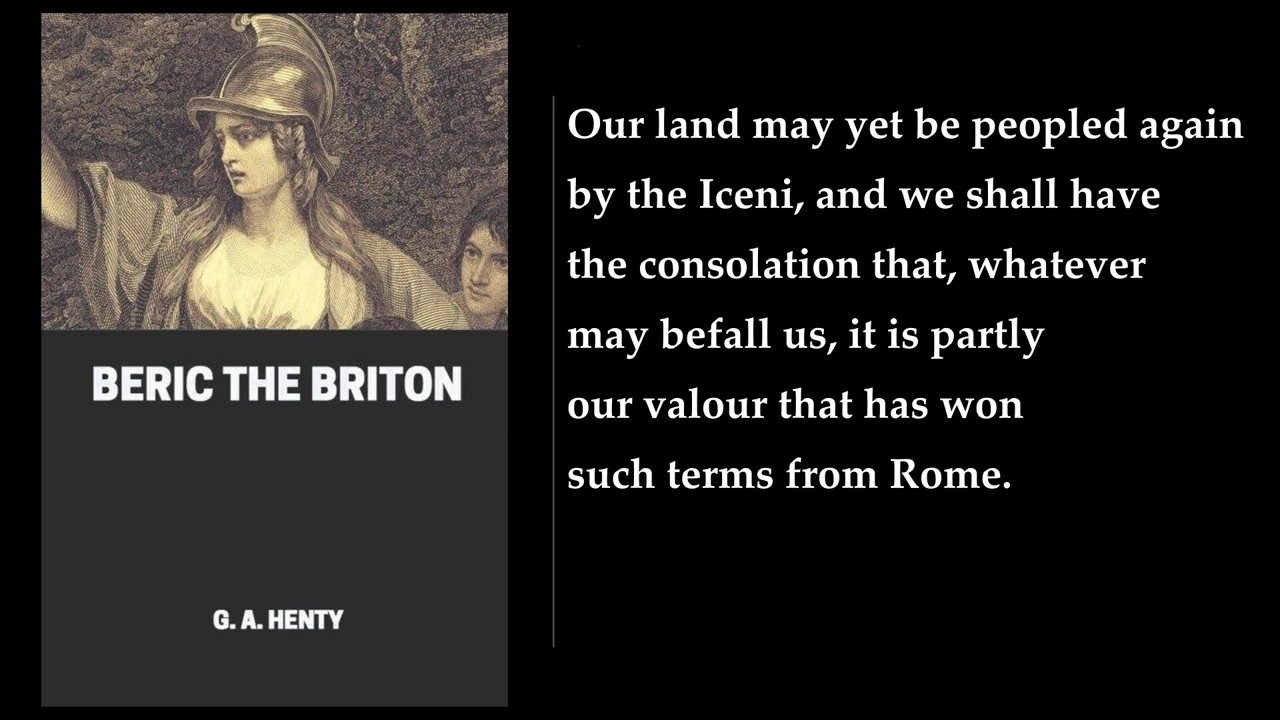 BERIC THE BRITON
G. A. HENTY
Our land may yet be peopled again
by the Iceni, and we shall have
the consolation that, whatever
may befall us, it is partly
our valour that has won
such terms from Rome.